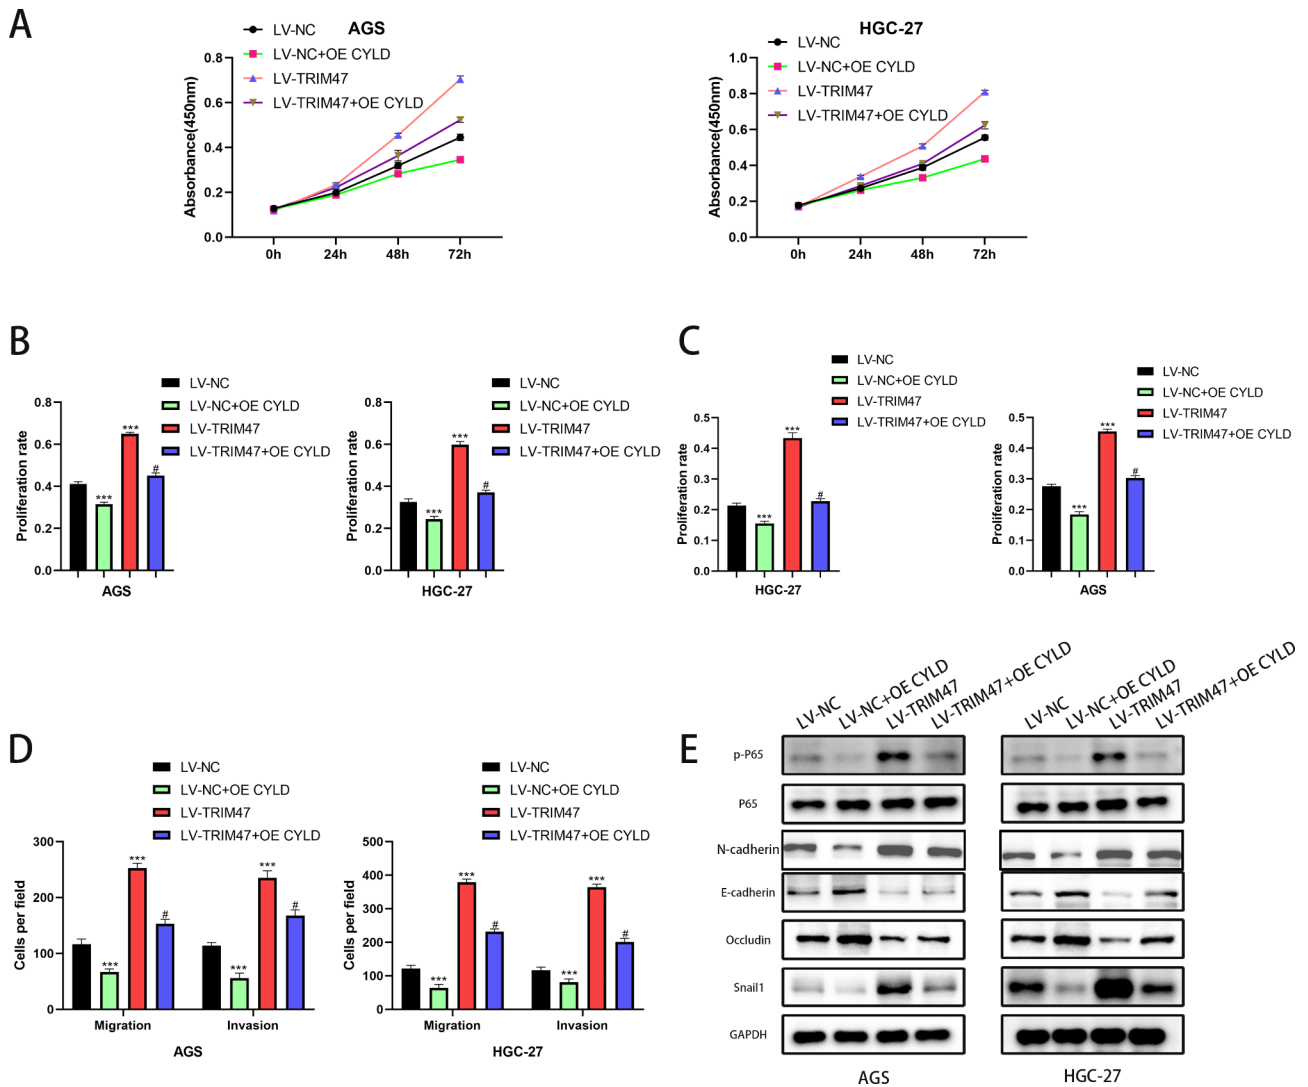 A
AGS
LV-NC
LV-NC+OE CYLD
LV-TRIM47
LV-TRIM47+OE CYLD
Absorbance(450nm)
0.8
0.6
0.4
0.2
0.0
0h 24h 48h 72h
HGC-27
LV-NC
LV-NC+OE CYLD
LV-TRIM47
LV-TRIM47+OE CYLD
Absorbance(450nm)
1.0
0.8
0.6
0.4
0.2
0.0
0h 24h 48h 72h
B
LV-NC
LV-NC+OE CYLD
LV-TRIM47
LV-TRIM47+OE CYLD
Proliferation rate
0.8
0.6
0.4
0.2
0.0
*** *** #
AGS
LV-NC
LV-NC+OE CYLD
LV-TRIM47
LV-TRIM47+OE CYLD
Proliferation rate
0.8
0.6
0.4
0.2
0.0
*** *** #
HGC-27
C
LV-NC
LV-NC+OE CYLD
LV-TRIM47
LV-TRIM47+OE CYLD
Proliferation rate
0.5
0.4
0.3
0.2
0.1
0.0
*** *** #
HGC-27
LV-NC
LV-NC+OE CYLD
LV-TRIM47
LV-TRIM47+OE CYLD
Proliferation rate
0.5
0.4
0.3
0.2
0.1
0.0
*** *** #
AGS
D
LV-NC
LV-NC+OE CYLD
LV-TRIM47
LV-TRIM47+OE CYLD
Cells per field
300
200
100
0
*** *** # *** *** #
Migration Invasion
AGS
LV-NC
LV-NC+OE CYLD
LV-TRIM47
LV-TRIM47+OE CYLD
Cells per field
500
400
300
200
100
0
*** *** # *** *** #
Migration Invasion
HGC-27
E
LV-NC
LV-NC+OE CYLD
LV-TRIM47
LV-TRIM47+OE CYLD
LV-NC
LV-NC+OE CYLD
LV-TRIM47
LV-TRIM47+OE CYLD
p-P65
P65
N-cadherin
E-cadherin
Occludin
Snail1
GAPDH
AGS
HGC-27